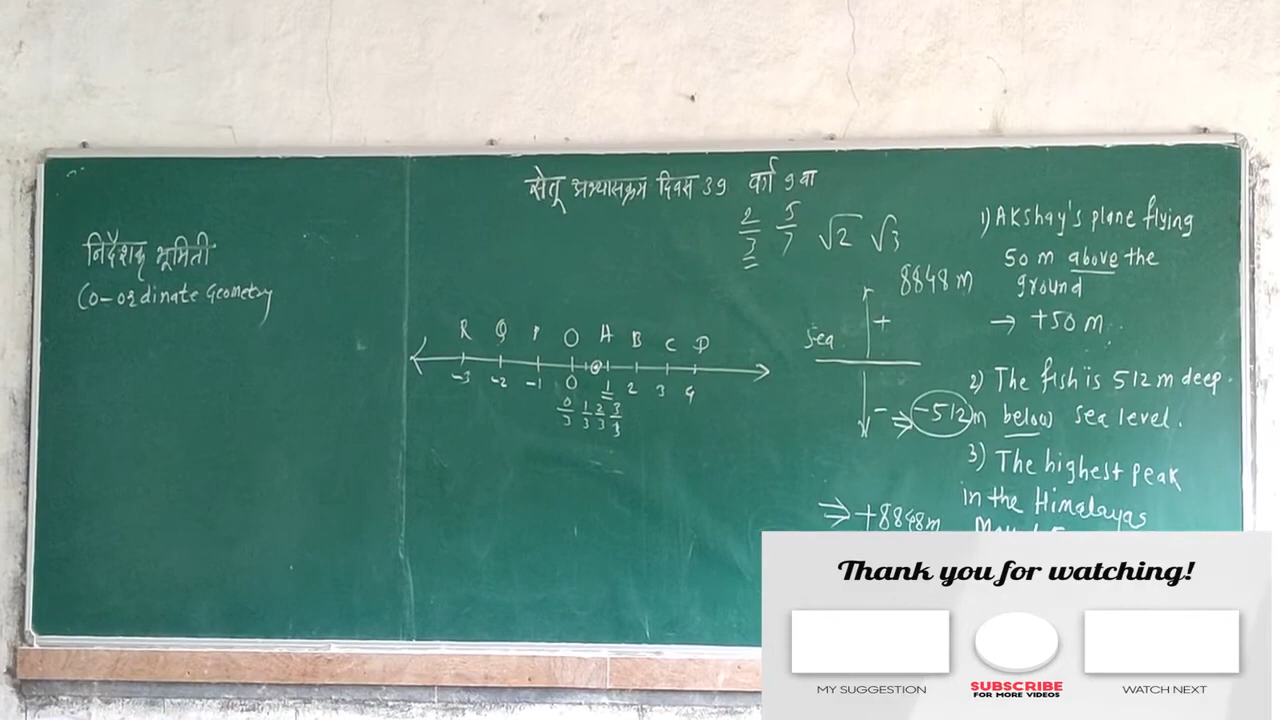 सेतू अभ्यासक्रम दिवस 39 वर्ग 9 वा
निर्देशक भूमिती
Co-ordinate Geometry
2/3 5/7 √2 √3
R Q P O A B C D
-3 -2 -1 0 1 2 3 4
0/3 1/3 2/3 3/3
8848 m
+
Sea
-
-512 m
1) Akshay's plane flying
50 m above the
ground
→ +50 m.
2) The fish is 512 m deep.
below sea level.
3) The highest peak
in the Himalayas
⇒ +8848m
Thank you for watching!
MY SUGGESTION
SUBSCRIBE
FOR MORE VIDEOS
WATCH NEXT